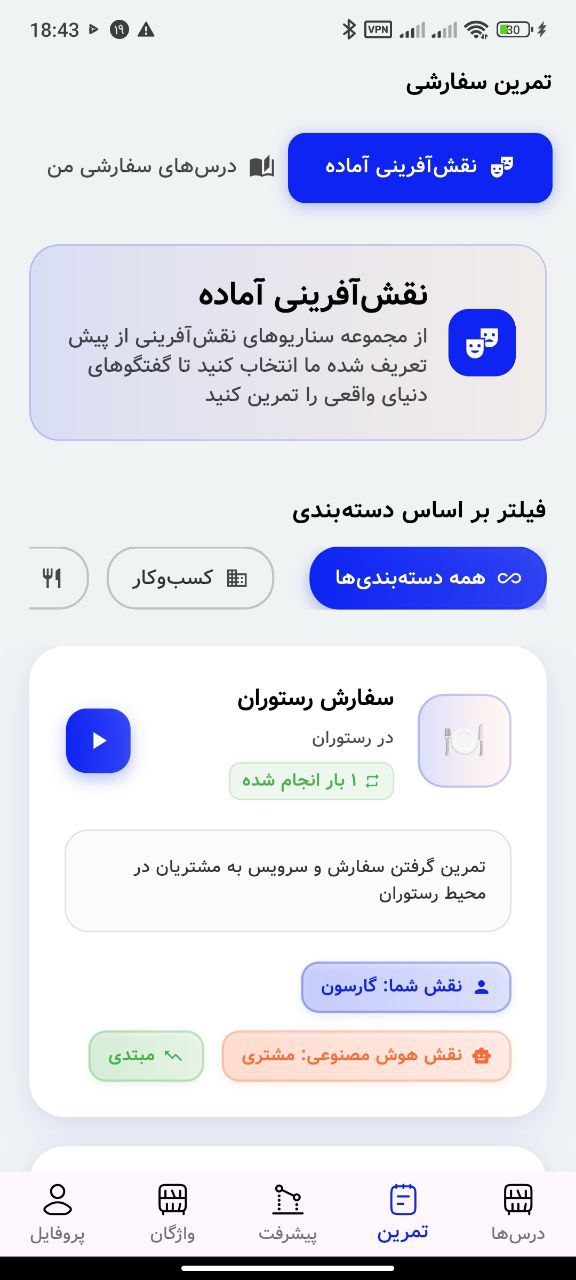 18:43
۱۹
VPN
30
تمرین سفارشی
نقش‌آفرینی آماده
درس‌های سفارشی من
نقش‌آفرینی آماده
از مجموعه سناریوهای نقش‌آفرینی از پیش
تعریف شده ما انتخاب کنید تا گفتگوهای
دنیای واقعی را تمرین کنید
فیلتر بر اساس دسته‌بندی
همه دسته‌بندی‌ها
کسب‌وکار
سفارش رستوران
در رستوران
۱ بار انجام شده
تمرین گرفتن سفارش و سرویس به مشتریان در
محیط رستوران
نقش شما: گارسون
نقش هوش مصنوعی: مشتری
مبتدی
درس‌ها
تمرین
پیشرفت
واژگان
پروفایل